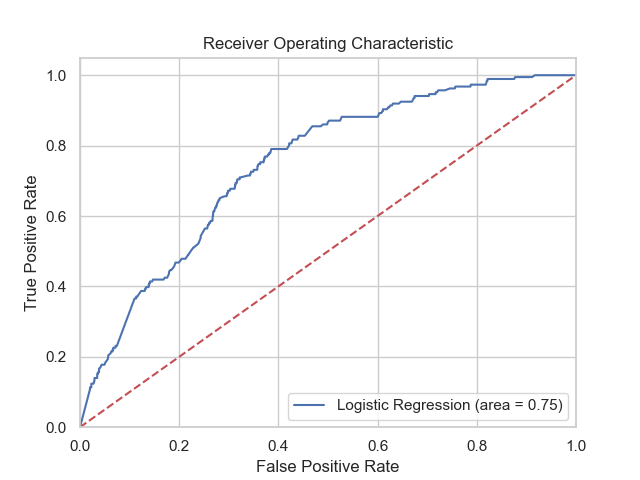 Receiver Operating Characteristic
1.0
0.8
0.6
0.4
0.2
0.0
True Positive Rate
Logistic Regression (area = 0.75)
0.0 0.2 0.4 0.6 0.8 1.0
False Positive Rate